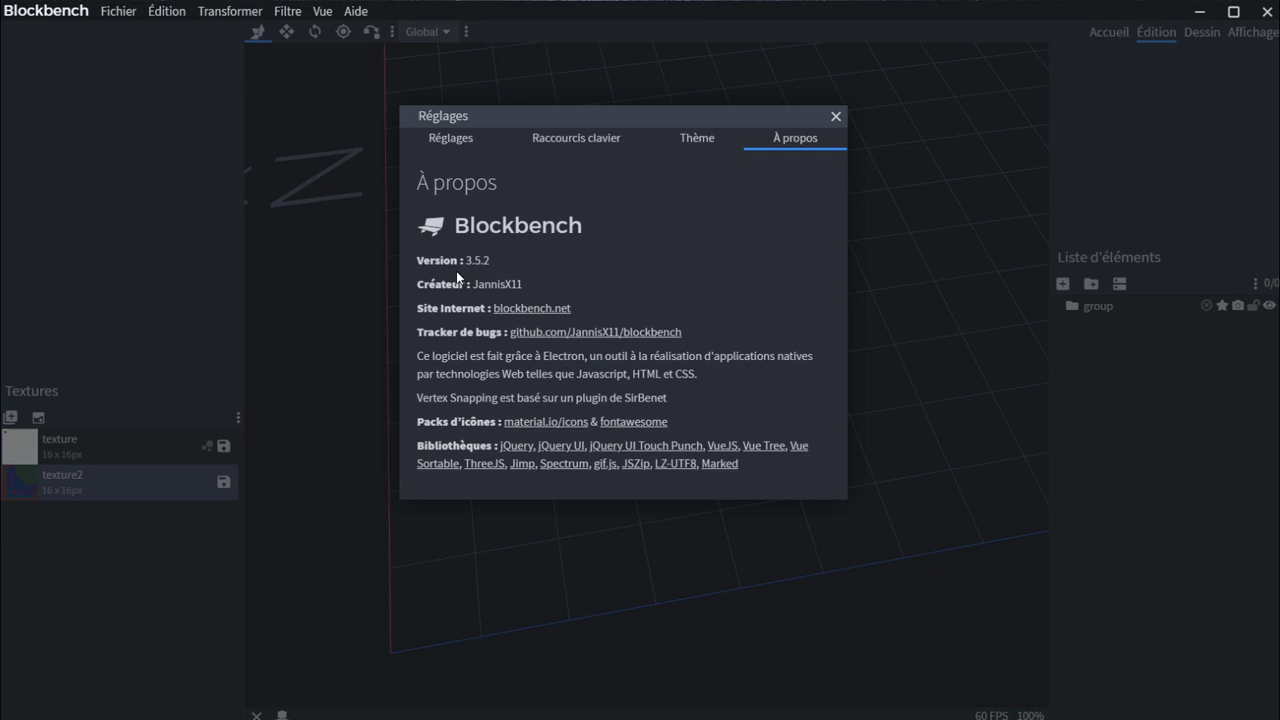 Blockbench Fichier Édition Transformer Filtre Vue Aide
Global
Accueil Édition Dessin Affichage
Réglages
Réglages Raccourcis clavier Thème À propos
À propos
Blockbench
Version : 3.5.2
Créateur : JannisX11
Site Internet : blockbench.net
Tracker de bugs : github.com/JannisX11/blockbench
Ce logiciel est fait grâce à Electron, un outil à la réalisation d'applications natives
par technologies Web telles que Javascript, HTML et CSS.
Vertex Snapping est basé sur un plugin de SirBenet
Packs d'icônes : material.io/icons & fontawesome
Bibliothèques : jQuery, jQuery UI, jQuery UI Touch Punch, VueJS, Vue Tree, Vue
Sortable, ThreeJS, Jimp, Spectrum, gif.js, JSZip, LZ-UTF8, Marked
Z
Liste d'éléments
0/0
group
Textures
texture
16 x 16px
texture2
16 x 16px
60 FPS 100%